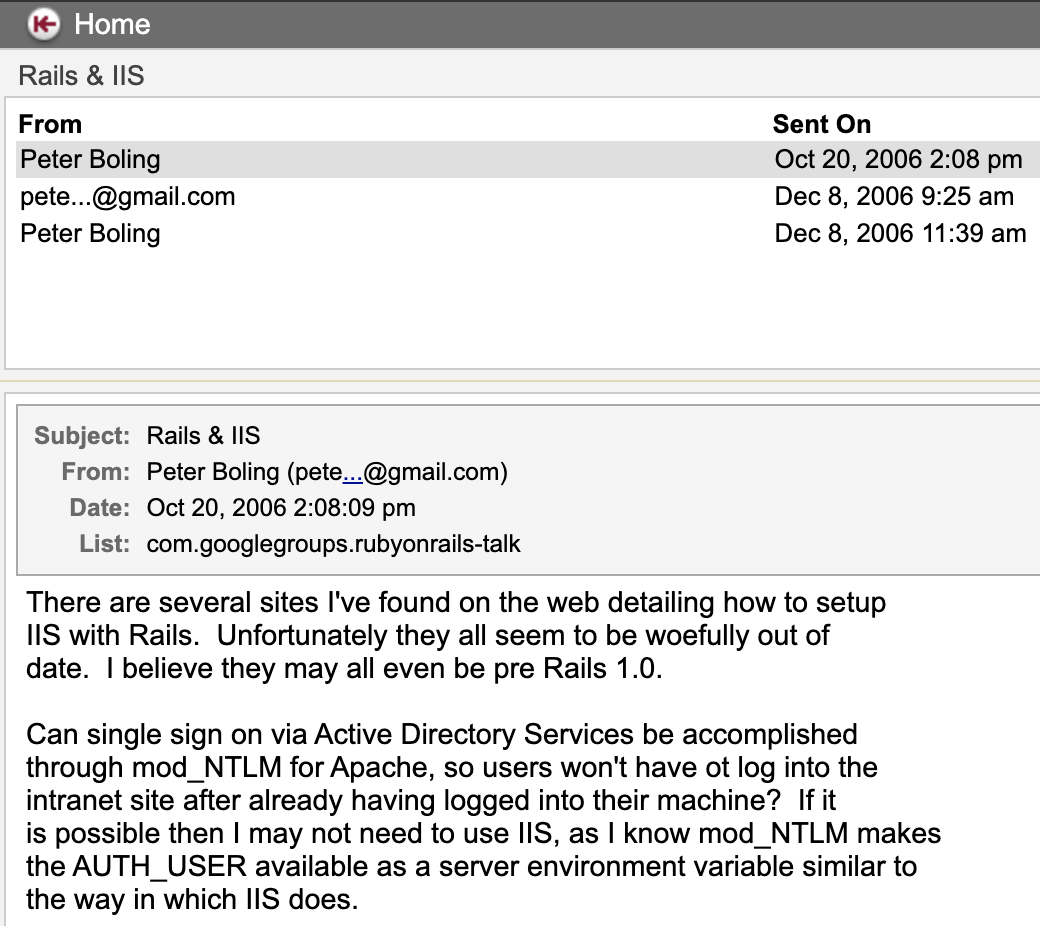 Home
Rails & IIS
From Sent On
Peter Boling Oct 20, 2006 2:08 pm
pete...@gmail.com Dec 8, 2006 9:25 am
Peter Boling Dec 8, 2006 11:39 am
Subject: Rails & IIS
From: Peter Boling (pete...@gmail.com)
Date: Oct 20, 2006 2:08:09 pm
List: com.googlegroups.rubyonrails-talk
There are several sites I've found on the web detailing how to setup
IIS with Rails.  Unfortunately they all seem to be woefully out of
date.  I believe they may all even be pre Rails 1.0.
Can single sign on via Active Directory Services be accomplished
through mod_NTLM for Apache, so users won't have ot log into the
intranet site after already having logged into their machine?  If it
is possible then I may not need to use IIS, as I know mod_NTLM makes
the AUTH_USER available as a server environment variable similar to
the way in which IIS does.